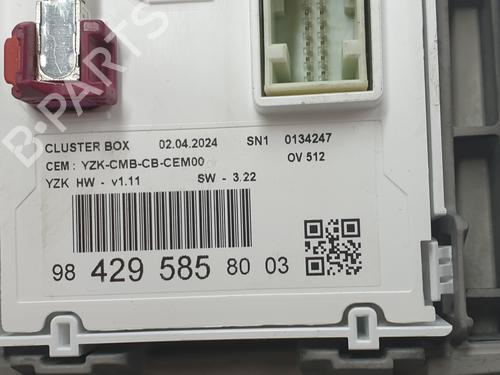 B-PARTS
CLUSTER BOX 02.04.2024 SN1 0134247
CEM : YZK-CMB-CB-CEM00 OV 512
YZK HW - v1.11 SW - 3.22
98 429 585 80 03